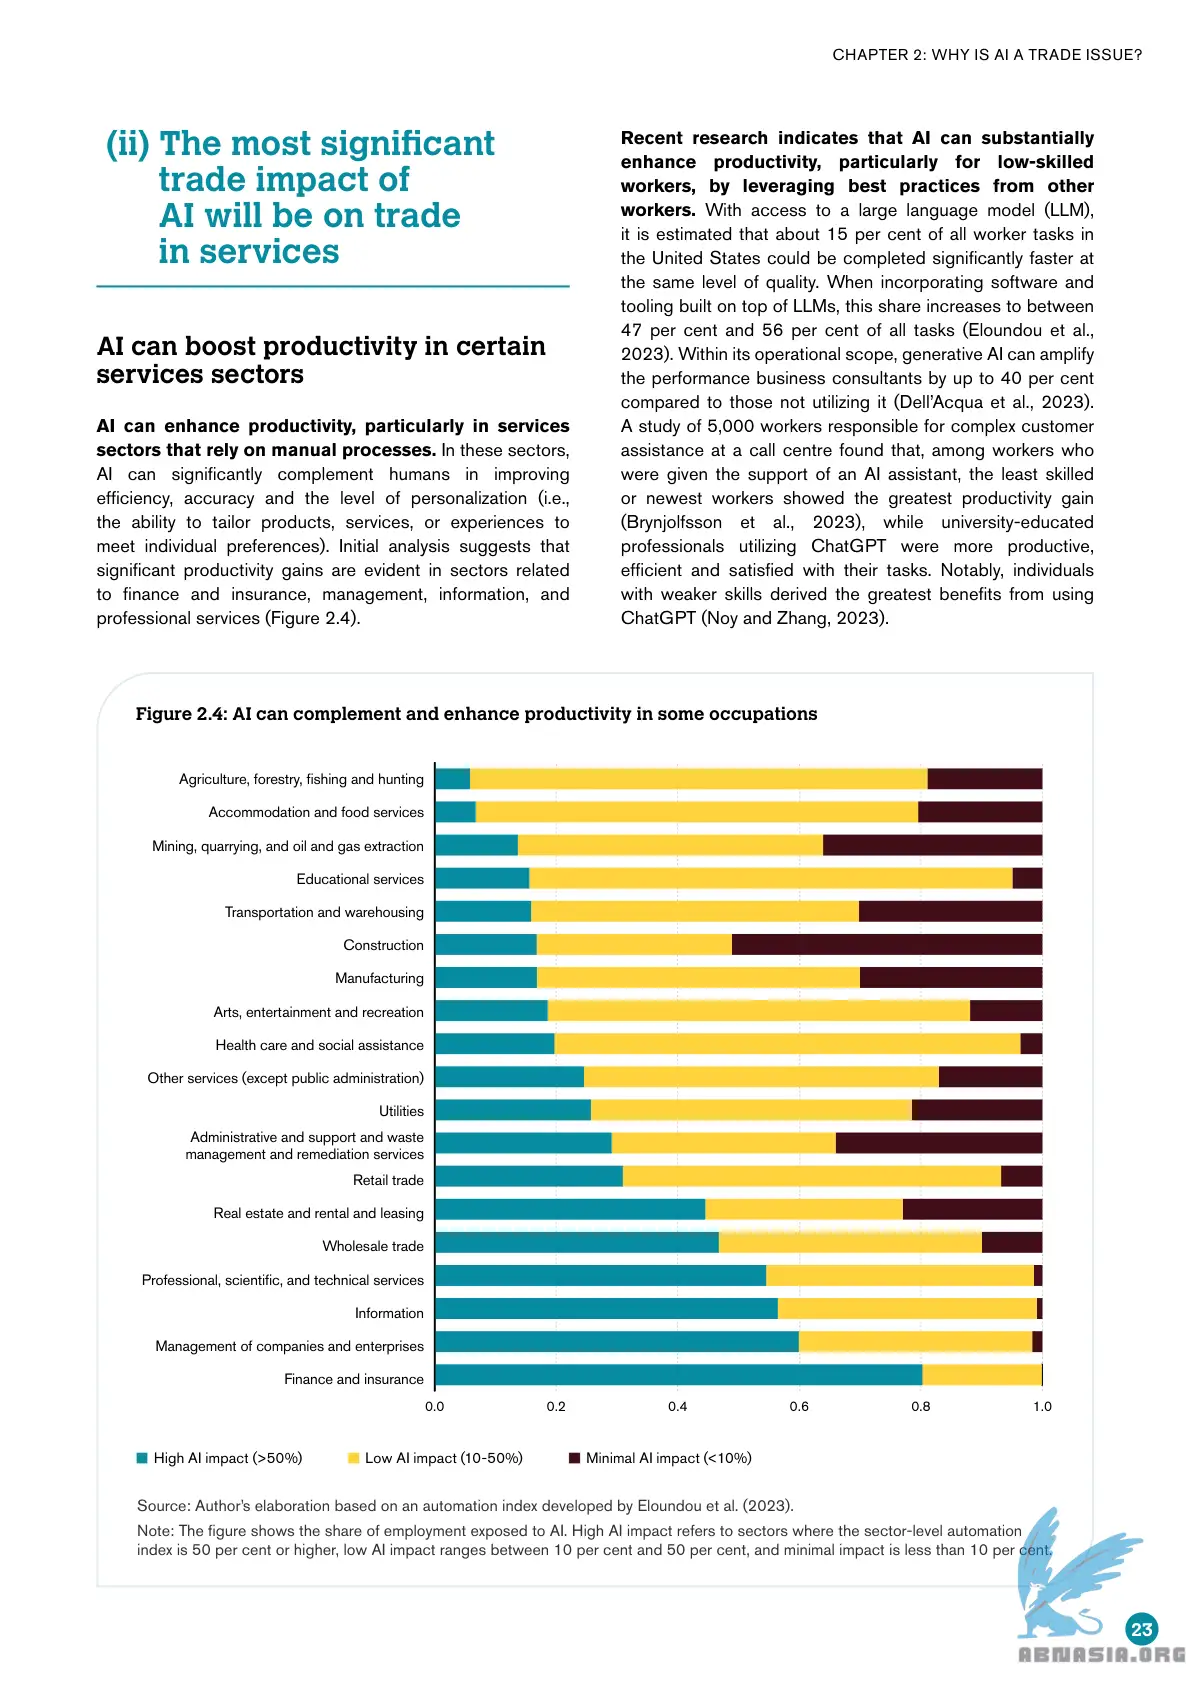 CHAPTER 2: WHY IS AI A TRADE ISSUE?
(ii) The most significant
trade impact of
AI will be on trade
in services
AI can boost productivity in certain
services sectors
AI can enhance productivity, particularly in services
sectors that rely on manual processes. In these sectors,
AI can significantly complement humans in improving
efficiency, accuracy and the level of personalization (i.e.,
the ability to tailor products, services, or experiences to
meet individual preferences). Initial analysis suggests that
significant productivity gains are evident in sectors related
to finance and insurance, management, information, and
professional services (Figure 2.4).
Recent research indicates that AI can substantially
enhance productivity, particularly for low-skilled
workers, by leveraging best practices from other
workers. With access to a large language model (LLM),
it is estimated that about 15 per cent of all worker tasks in
the United States could be completed significantly faster at
the same level of quality. When incorporating software and
tooling built on top of LLMs, this share increases to between
47 per cent and 56 per cent of all tasks (Eloundou et al.,
2023). Within its operational scope, generative AI can amplify
the performance business consultants by up to 40 per cent
compared to those not utilizing it (Dell'Acqua et al., 2023).
A study of 5,000 workers responsible for complex customer
assistance at a call centre found that, among workers who
were given the support of an AI assistant, the least skilled
or newest workers showed the greatest productivity gain
(Brynjolfsson et al., 2023), while university-educated
professionals utilizing ChatGPT were more productive,
efficient and satisfied with their tasks. Notably, individuals
with weaker skills derived the greatest benefits from using
ChatGPT (Noy and Zhang, 2023).
Figure 2.4: AI can complement and enhance productivity in some occupations
Agriculture, forestry, fishing and hunting
Accommodation and food services
Mining, quarrying, and oil and gas extraction
Educational services
Transportation and warehousing
Construction
Manufacturing
Arts, entertainment and recreation
Health care and social assistance
Other services (except public administration)
Utilities
Administrative and support and waste
management and remediation services
Retail trade
Real estate and rental and leasing
Wholesale trade
Professional, scientific, and technical services
Information
Management of companies and enterprises
Finance and insurance
0.0 0.2 0.4 0.6 0.8 1.0
High AI impact (>50%) Low AI impact (10-50%) Minimal AI impact (<10%)
Source: Author's elaboration based on an automation index developed by Eloundou et al. (2023).
Note: The figure shows the share of employment exposed to AI. High AI impact refers to sectors where the sector-level automation
index is 50 per cent or higher, low AI impact ranges between 10 per cent and 50 per cent, and minimal impact is less than 10 per cent.
23
ABNASIA.ORG